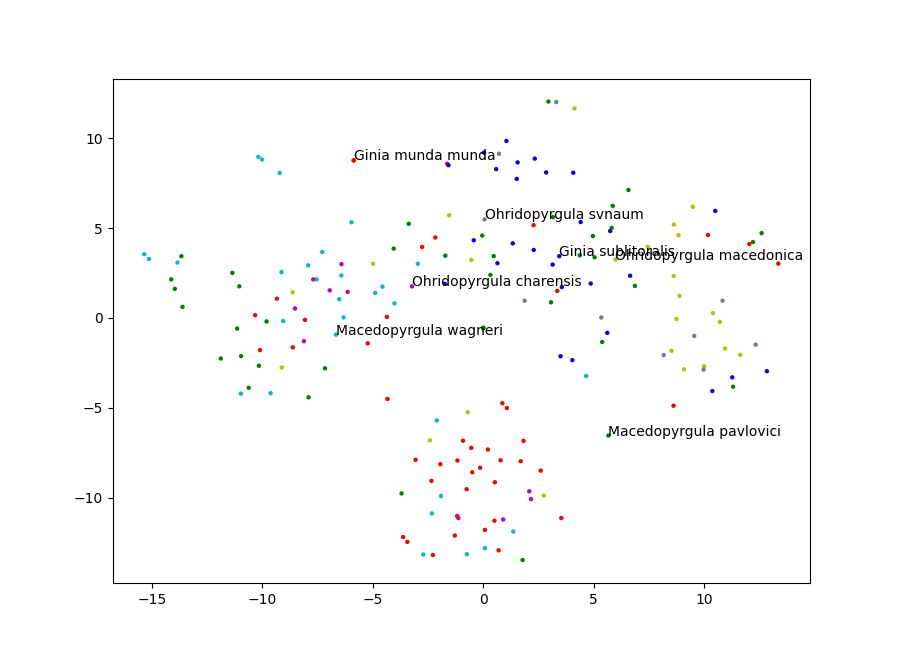 10
Ginia munda munda
Ohridopyrgula svnaum
5
Ginia sublitoralis
Ohridopyrgula macedonica
Ohridopyrgula charensis
0
Macedopyrgula wagneri
−5
Macedopyrgula pavlovici
−10
−15 −10 −5 0 5 10